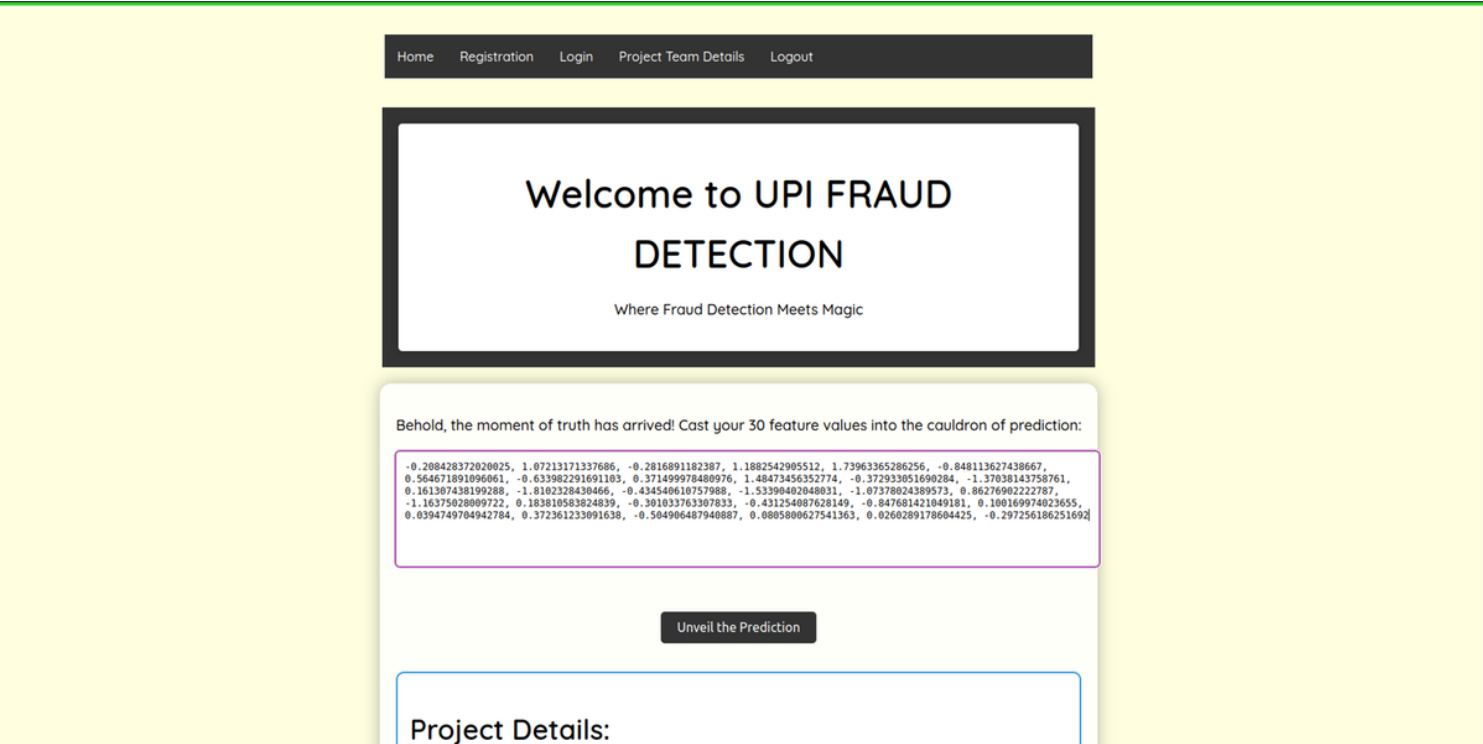 Home Registration Login Project Team Details Logout
Welcome to UPI FRAUD
DETECTION
Where Fraud Detection Meets Magic
Behold, the moment of truth has arrived! Cast your 30 feature values into the cauldron of prediction:
-0.208428372020025, 1.07213171337686, -0.2816891182387, 1.1882542905512, 1.73963365286256, -0.848113627438667,
0.564671891096061, -0.633982291691103, 0.371499978480976, 1.48473456352774, -0.372933051690284, -1.37038143758761,
0.161307438199288, -1.8102328430466, -0.434540610757988, -1.53390402048031, -1.07378024389573, 0.86276902222787,
-1.16375028009722, 0.183810583824839, -0.301033763307833, -0.431254087628149, -0.847681421049181, 0.100169974023655,
0.0394749704942784, 0.372361233091638, -0.504906487940887, 0.0805800627541363, 0.0260289178604425, -0.297256186251692
Unveil the Prediction
Project Details: